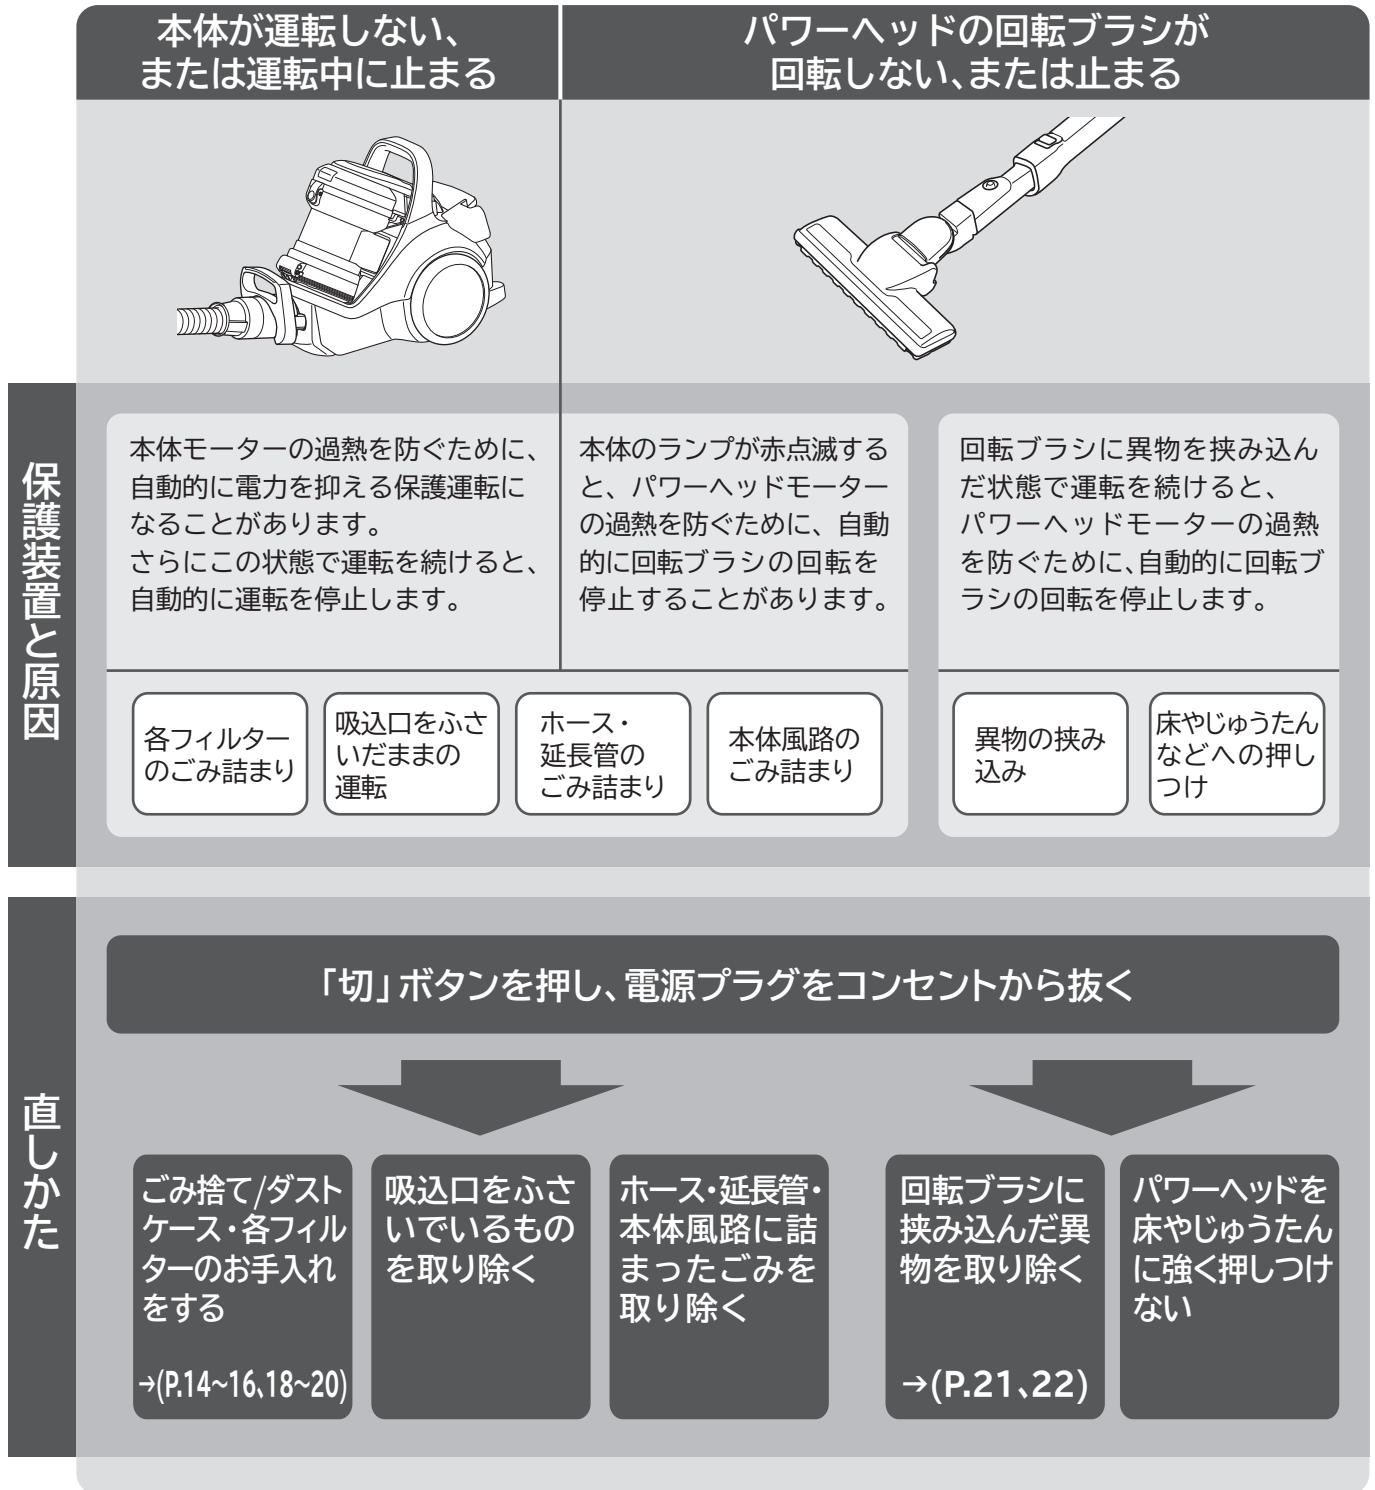 本体が運転しない、
または運転中に止まる
パワーヘッドの回転ブラシが
回転しない、または止まる
保護装置と原因
本体モーターの過熱を防ぐために、
自動的に電力を抑える保護運転に
なることがあります。
さらにこの状態で運転を続けると、
自動的に運転を停止します。
本体のランプが赤点滅する
と、パワーヘッドモーター
の過熱を防ぐために、自動
的に回転ブラシの回転を
停止することがあります。
回転ブラシに異物を挟み込ん
だ状態で運転を続けると、
パワーヘッドモーターの過熱
を防ぐために、自動的に回転ブ
ラシの回転を停止します。
各フィルター
のごみ詰まり
吸込口をふさ
いだままの
運転
ホース・
延長管の
ごみ詰まり
本体風路の
ごみ詰まり
異物の挟み
込み
床やじゅうたん
などへの押し
つけ
直しかた
「切」ボタンを押し、電源プラグをコンセントから抜く
ごみ捨て/ダスト
ケース・各フィル
ターのお手入れ
をする
→(P.14~16、18~20)
吸込口をふさ
いでいるもの
を取り除く
ホース・延長管・
本体風路に詰
まったごみを
取り除く
回転ブラシに
挟み込んだ異
物を取り除く
→(P.21、22)
パワーヘッドを
床やじゅうたん
に強く押しつけ
ない